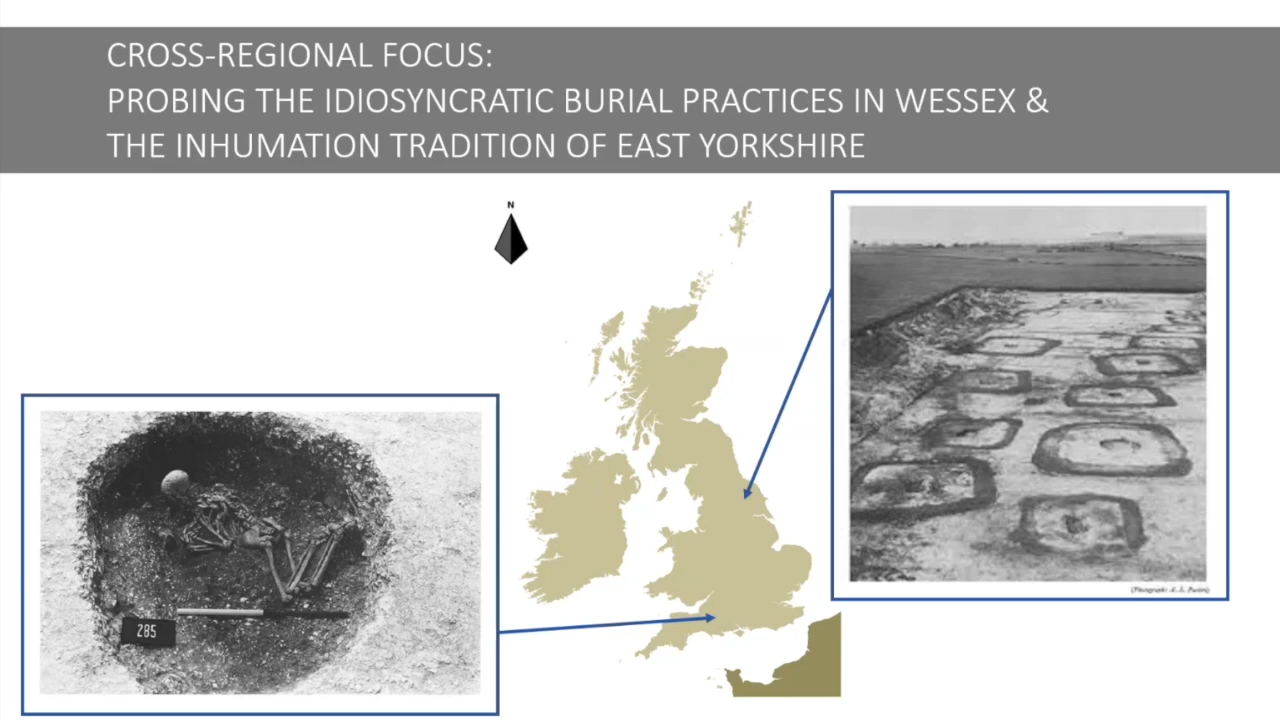 CROSS-REGIONAL FOCUS:
PROBING THE IDIOSYNCRATIC BURIAL PRACTICES IN WESSEX &
THE INHUMATION TRADITION OF EAST YORKSHIRE
N
285